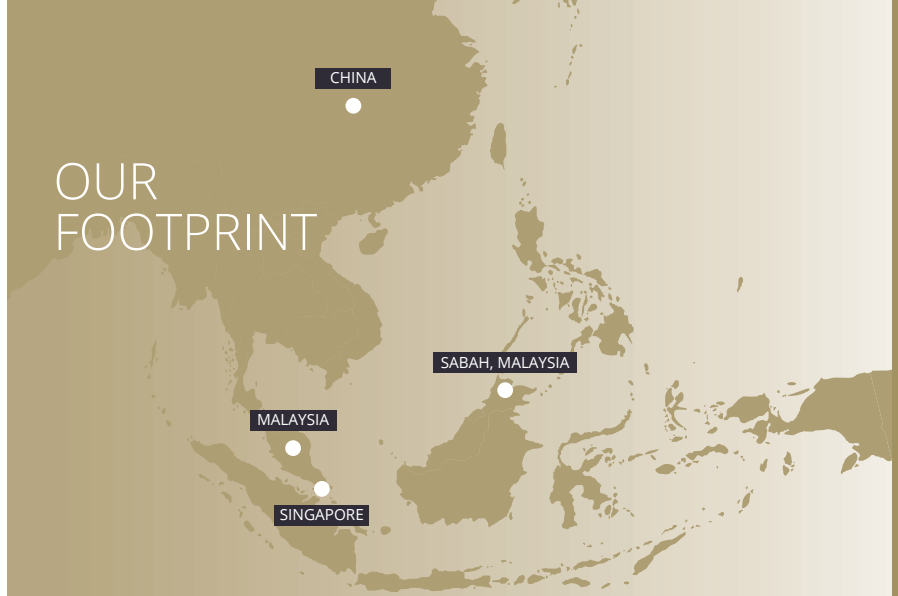 CHINA
OUR
FOOTPRINT
SABAH, MALAYSIA
MALAYSIA
SINGAPORE